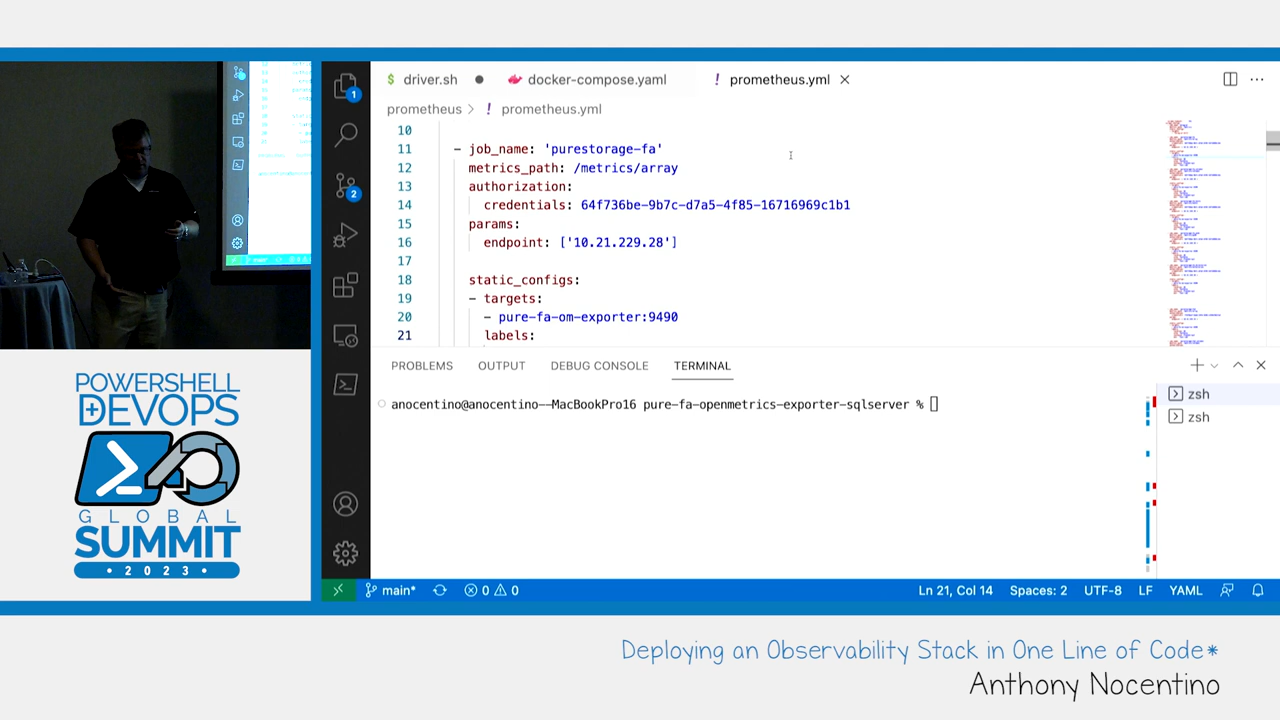 $ driver.sh
docker-compose.yaml
! prometheus.yml
prometheus > ! prometheus.yml
10
11 - job_name: 'purestorage-fa'
12 metrics_path: /metrics/array
13 authorization:
14 credentials: 64f736be-9b7c-d7a5-4f85-16716969c1b1
15 params:
16 endpoint: ['10.21.229.28']
17
18 static_configs:
19 - targets:
20 - pure-fa-om-exporter:9490
21 labels:
PROBLEMS OUTPUT DEBUG CONSOLE TERMINAL
anocentino@anocentino--MacBookPro16 pure-fa-openmetrics-exporter-sqlserver %
zsh
zsh
1
2
main* 0 0 Ln 21, Col 14 Spaces: 2 UTF-8 LF YAML
POWERSHELL
+DEVOPS
GLOBAL
SUMMIT
• 2023 •
Deploying an Observability Stack in One Line of Code*
Anthony Nocentino